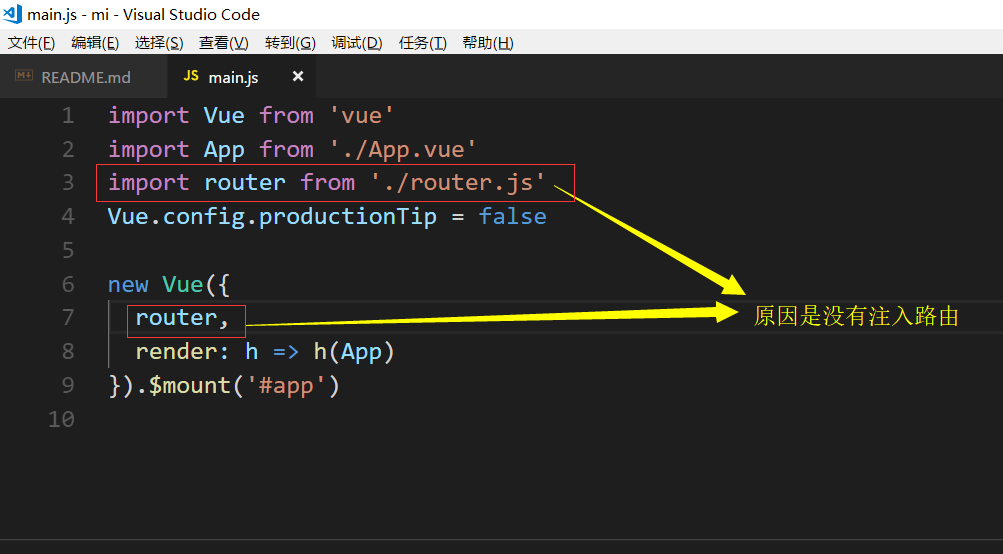 main.js - mi - Visual Studio Code
文件(F) 编辑(E) 选择(S) 查看(V) 转到(G) 调试(D) 任务(T) 帮助(H)
M↓ README.md JS main.js ×
1 import Vue from 'vue'
2 import App from './App.vue'
3 import router from './router.js'
4 Vue.config.productionTip = false
5
6 new Vue({
7 router,
原因是没有注入路由
8 render: h => h(App)
9 }).$mount('#app')
10